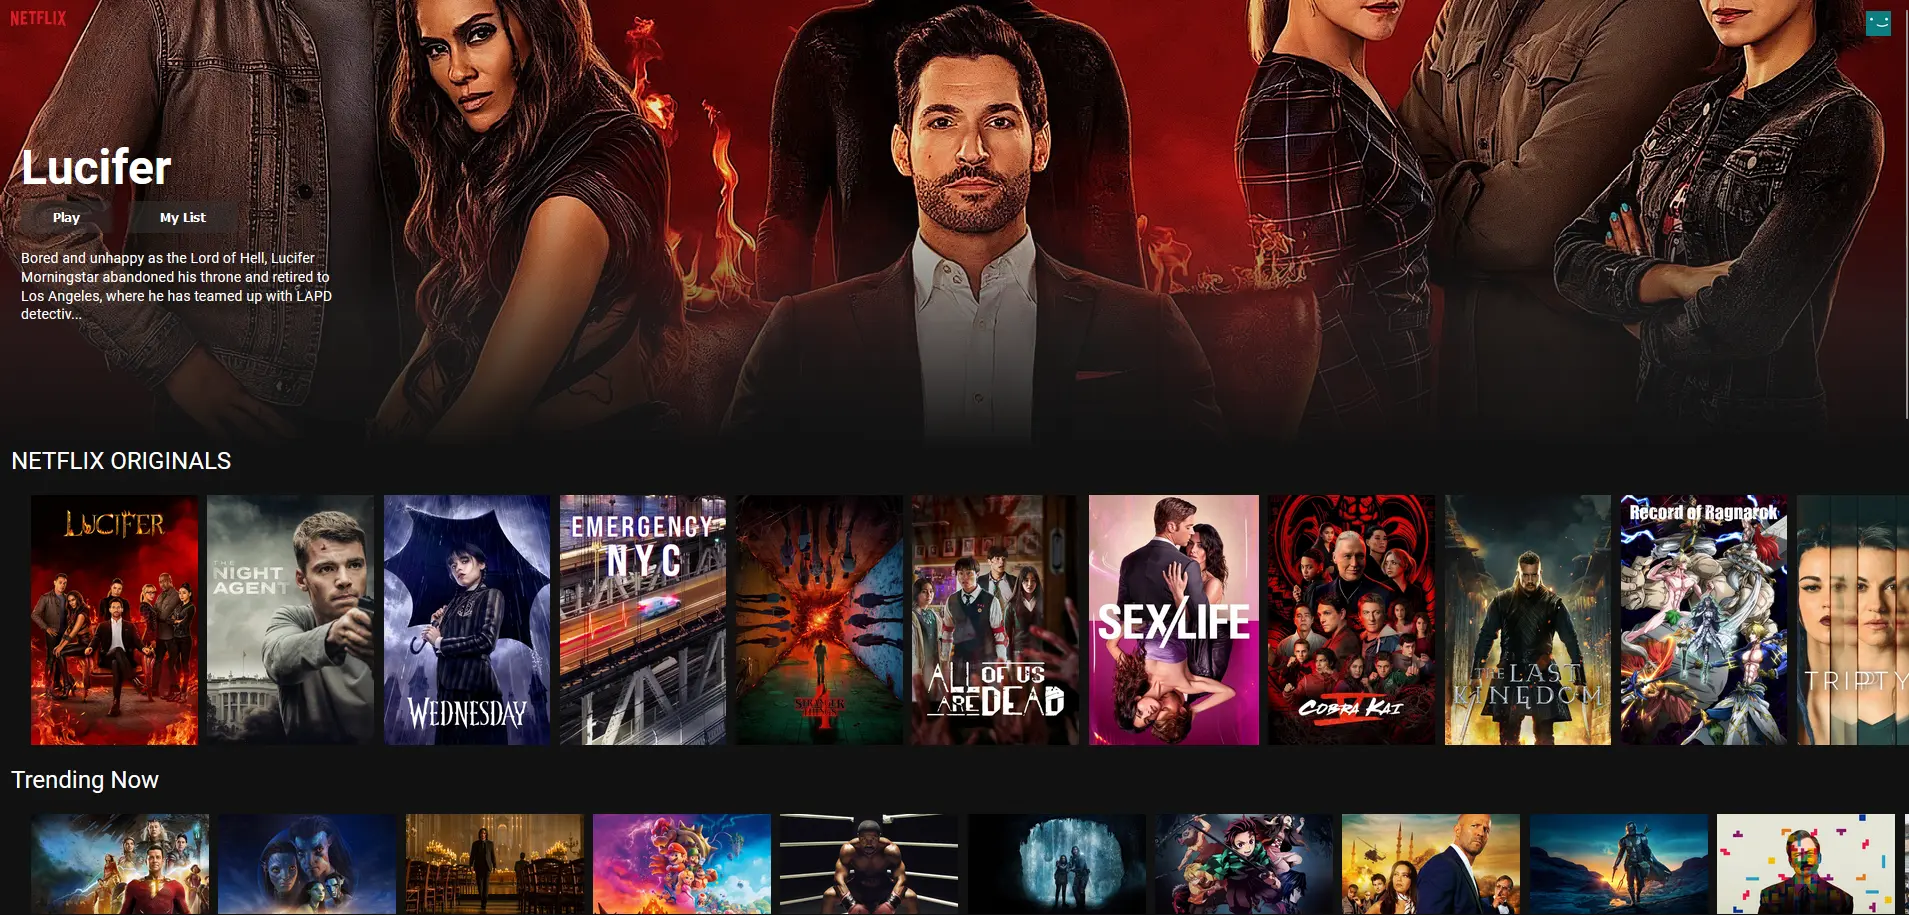 NETFLIX
Lucifer
Play
My List
Bored and unhappy as the Lord of Hell, Lucifer
Morningstar abandoned his throne and retired to
Los Angeles, where he has teamed up with LAPD
detectiv...
NETFLIX ORIGINALS
LUCIFER
THE
NIGHT
AGENT
WEDNESDAY
EMERGENCY
NYC
STRANGER
THINGS
4
ALL OF US
ARE DEAD
SEX/LIFE
COBRA KAI
V
THE LAST
KINGDOM
Record of Ragnarok
TRIPTY
Trending Now